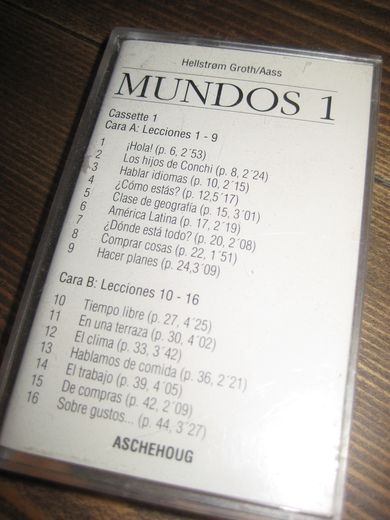 Hellstrøm Groth/Aass
MUNDOS 1
Cassette 1
Cara A: Lecciones 1 - 9
1 ¡Hola! (p. 6, 2´53)
2 Los hijos de Conchi (p. 8, 2´24)
3 Hablar idiomas (p. 10, 2´15)
4 ¿Cómo estás? (p. 12,5´17)
5 Clase de geografía (p. 15, 3´01)
6 América Latina (p. 17, 2´19)
7 ¿Dónde está todo? (p. 20, 2´08)
8 Comprar cosas (p. 22, 1´51)
9 Hacer planes (p. 24,3´09)
Cara B: Lecciones 10 - 16
10 Tiempo libre (p. 27, 4´25)
11 En una terraza (p. 30, 4´02)
12 El clima (p. 33, 3´42)
13 Hablamos de comida (p. 36, 2´21)
14 El trabajo (p. 39, 4´05)
15 De compras (p. 42, 2´09)
16 Sobre gustos... (p. 44, 3´27)
ASCHEHOUG